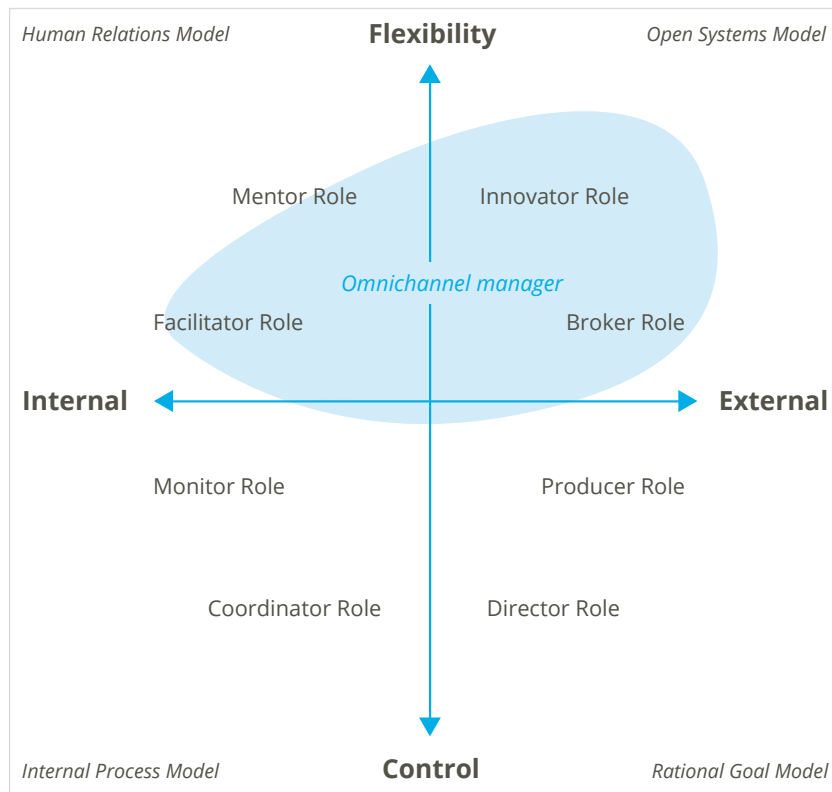 Human Relations Model
Flexibility
Open Systems Model
Mentor Role
Innovator Role
Omnichannel manager
Facilitator Role
Broker Role
Internal
External
Monitor Role
Producer Role
Coordinator Role
Director Role
Internal Process Model
Control
Rational Goal Model